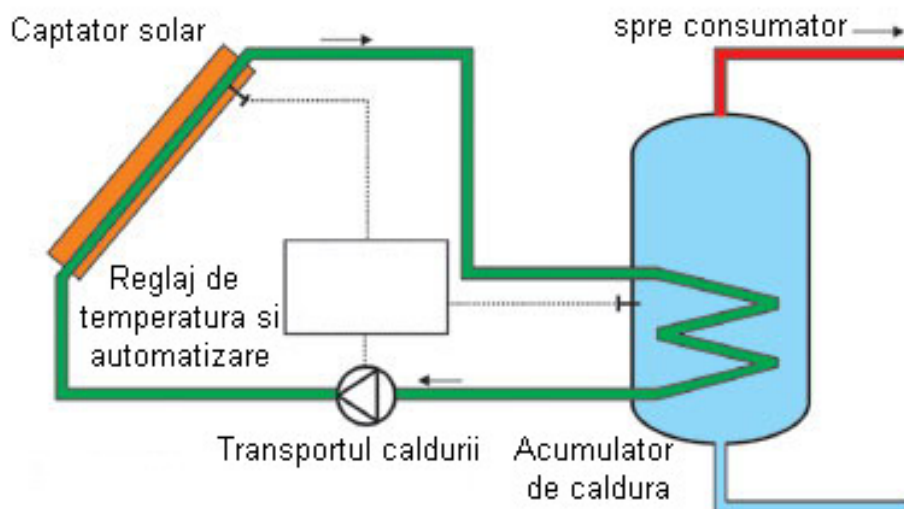 Captator solar
spre consumator
Reglaj de
temperatura si
automatizare
Transportul caldurii
Acumulator
de caldura